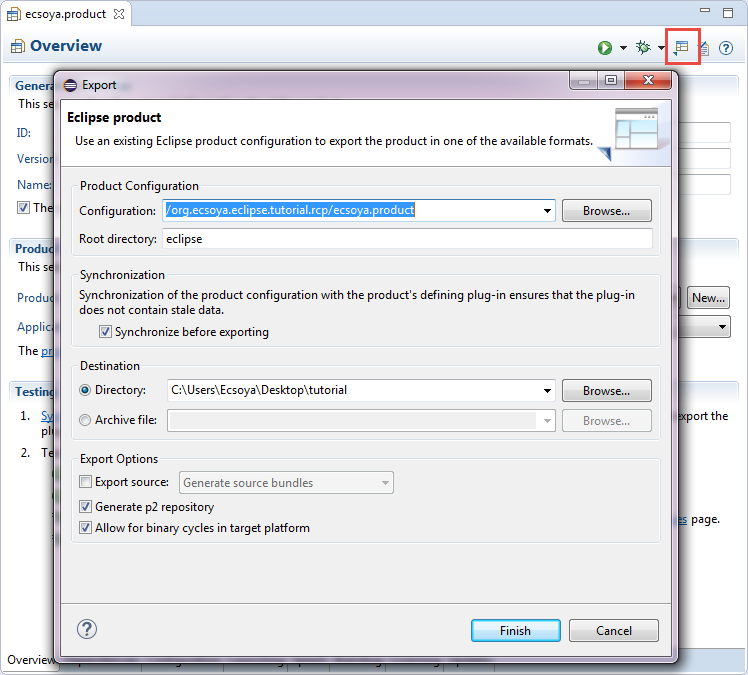 ecsoya.product
Overview
Export
Genera
This se
ID:
Version
Name:
The
Eclipse product
Use an existing Eclipse product configuration to export the product in one of the available formats.
Product Configuration
Configuration: /org.ecsoya.eclipse.tutorial.rcp/ecsoya.product Browse...
Root directory: eclipse
Produc
This se
Produc
New...
Applica
The pr
Synchronization
Synchronization of the product configuration with the product's defining plug-in ensures that the plug-in
does not contain stale data.
Synchronize before exporting
Destination
Directory: C:\Users\Ecsoya\Desktop\tutorial Browse...
Archive file: Browse...
Testing
1. Sy
export the
plu
2. Te
es page.
Export Options
Export source: Generate source bundles
Generate p2 repository
Allow for binary cycles in target platform
Finish Cancel
Overview